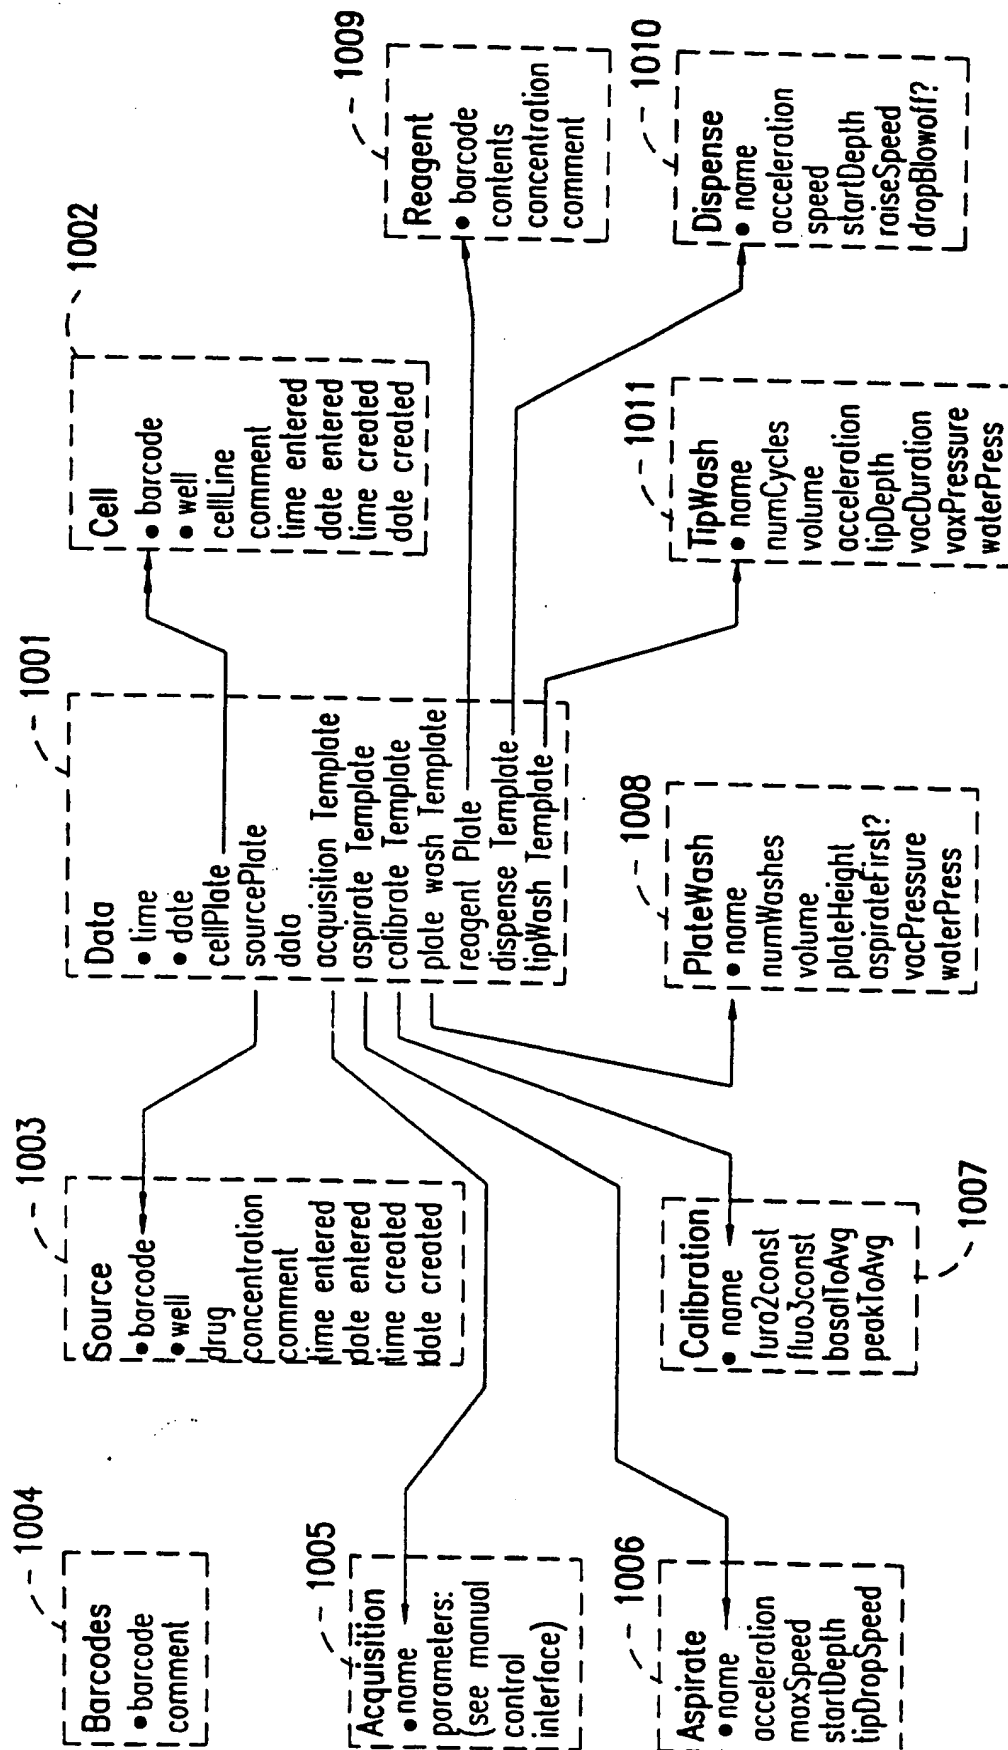 1004
Barcodes
• barcode
comment
1003
Source
• barcode
• well
drug
concentration
comment
time entered
date entered
time created
date created
1001
Data
• time
• date
cellPlate
sourcePlate
data
acquisition Template
aspirate Template
calibrate Template
plate wash Template
reagent Plate
dispense Template
tipWash Template
1002
Cell
• barcode
• well
cellLine
comment
time entered
date entered
time created
date created
1009
Reagent
• barcode
contents
concentration
comment
1005
Acquisition
• name
parameters:
(see manual
control
interface)
1006
Aspirate
• name
acceleration
maxSpeed
startDepth
tipDropSpeed
Calibration
• name
furo2const
fluo3const
basalToAvg
peakToAvg
1007
1008
PlateWash
• name
numWashes
volume
plateHeight
aspirateFirst?
vacPressure
waterPress
1011
TipWash
• name
numCycles
volume
acceleration
tipDepth
vacDuration
vaxPressure
waterPress
1010
Dispense
• name
acceleration
speed
startDepth
raiseSpeed
dropBlowoff?